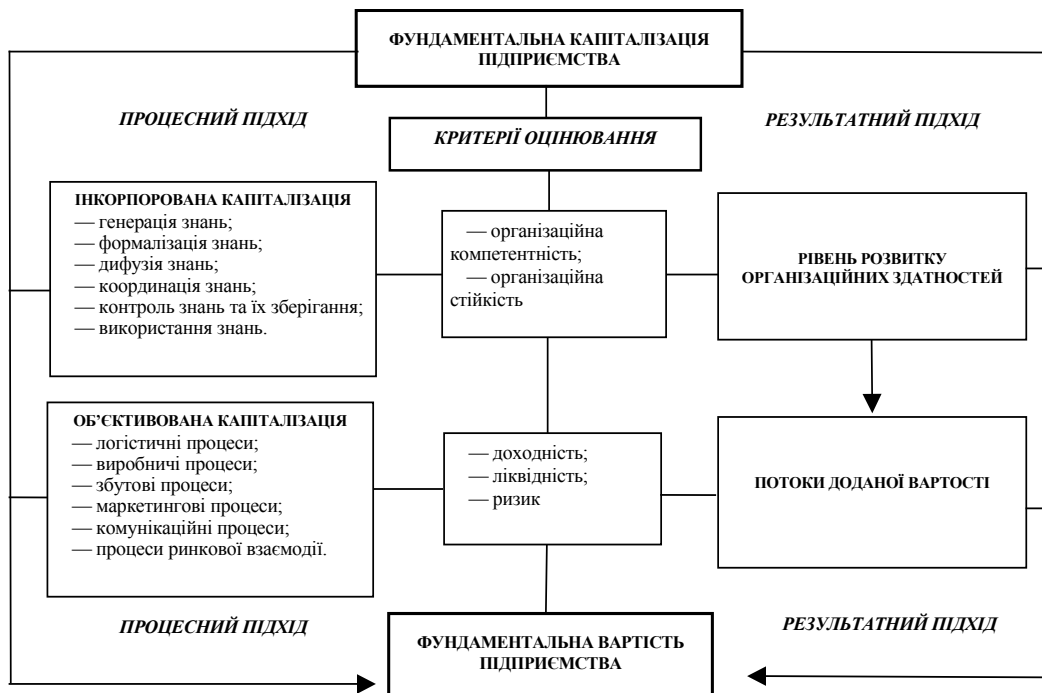 ФУНДАМЕНТАЛЬНА КАПІТАЛІЗАЦІЯ
ПІДПРИЄМСТВА
ПРОЦЕСНИЙ ПІДХІД
РЕЗУЛЬТАТНИЙ ПІДХІД
КРИТЕРІЇ ОЦІНЮВАННЯ
ІНКОРПОРОВАНА КАПІТАЛІЗАЦІЯ
— генерація знань;
— формалізація знань;
— дифузія знань;
— координація знань;
— контроль знань та їх зберігання;
— використання знань.
— організаційна
компетентність;
— організаційна
стійкість
РІВЕНЬ РОЗВИТКУ
ОРГАНІЗАЦІЙНИХ ЗДАТНОСТЕЙ
ОБ’ЄКТИВОВАНА КАПІТАЛІЗАЦІЯ
— логістичні процеси;
— виробничі процеси;
— збутові процеси;
— маркетингові процеси;
— комунікаційні процеси;
— процеси ринкової взаємодії.
— доходність;
— ліквідність;
— ризик
ПОТОКИ ДОДАНОЇ ВАРТОСТІ
ПРОЦЕСНИЙ ПІДХІД
РЕЗУЛЬТАТНИЙ ПІДХІД
ФУНДАМЕНТАЛЬНА ВАРТІСТЬ
ПІДПРИЄМСТВА